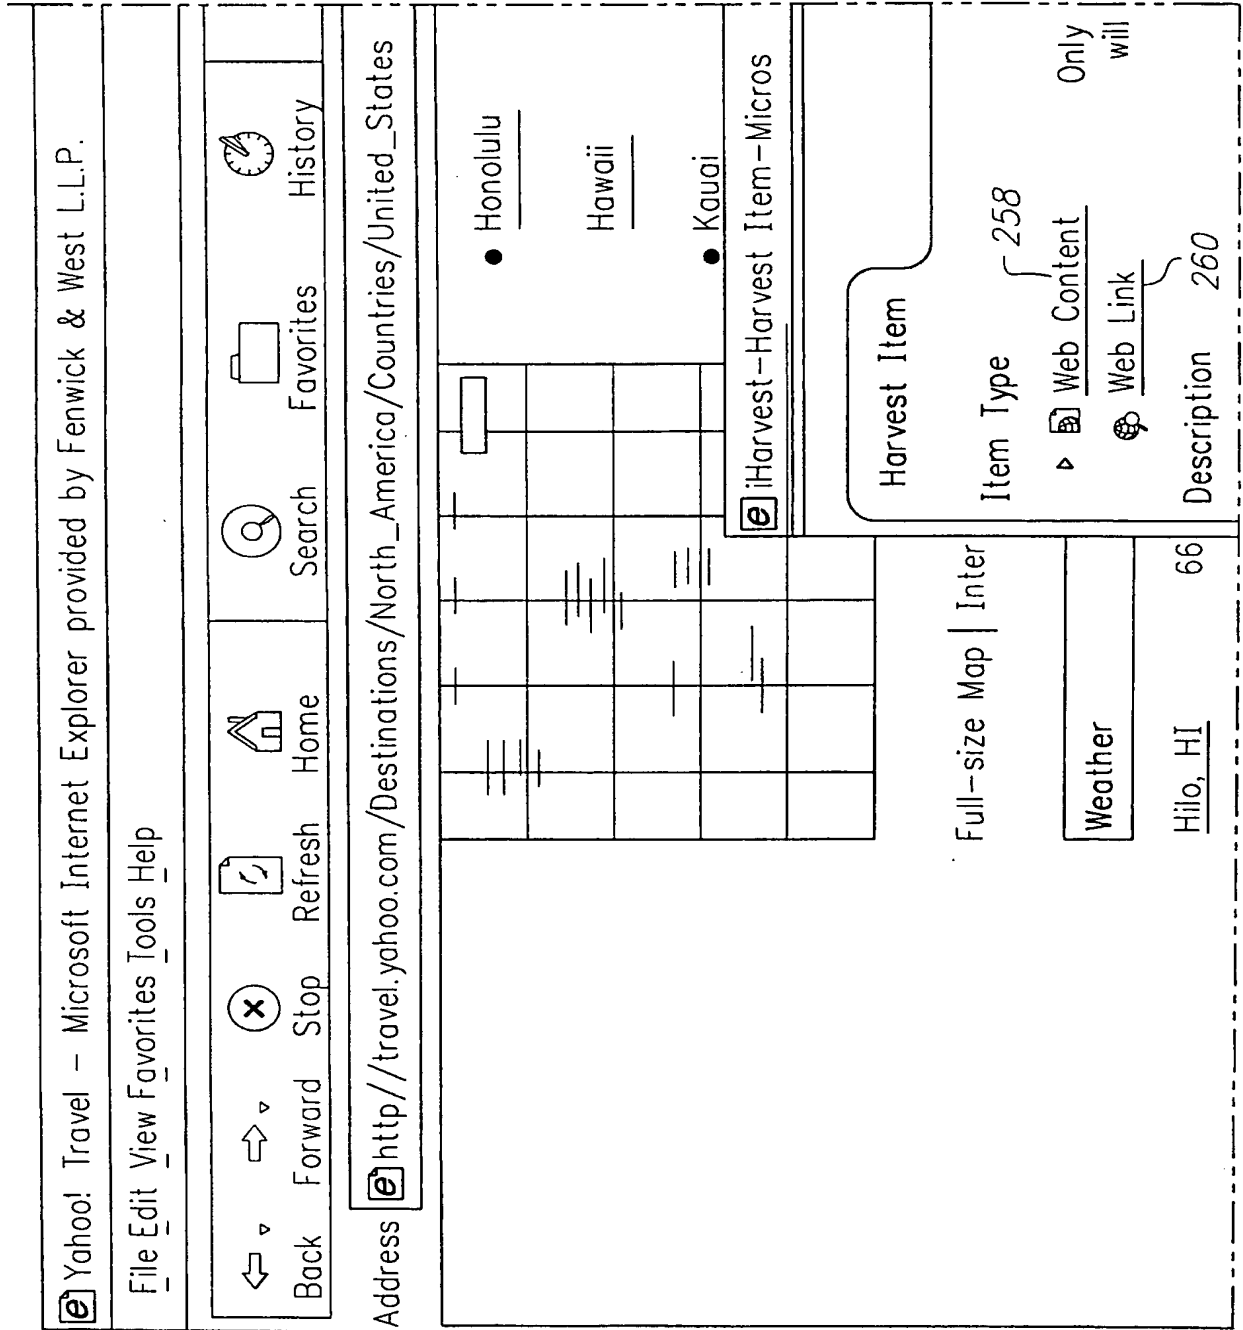 Yahoo! Travel – Microsoft Internet Explorer provided by Fenwick & West L.L.P.
File Edit View Favorites Tools Help
Back Forward Stop Refresh Home Search Favorites History
Address http//travel.yahoo.com/Destinations/North_America/Countries/United_States
● Honolulu
Hawaii
● Kauai
iHarvest–Harvest Item–Micros
Harvest Item
Item Type
258
Web Content
Only
Web Link
will
260
Description
Full–size Map | Inter
Weather
Hilo, HI 66